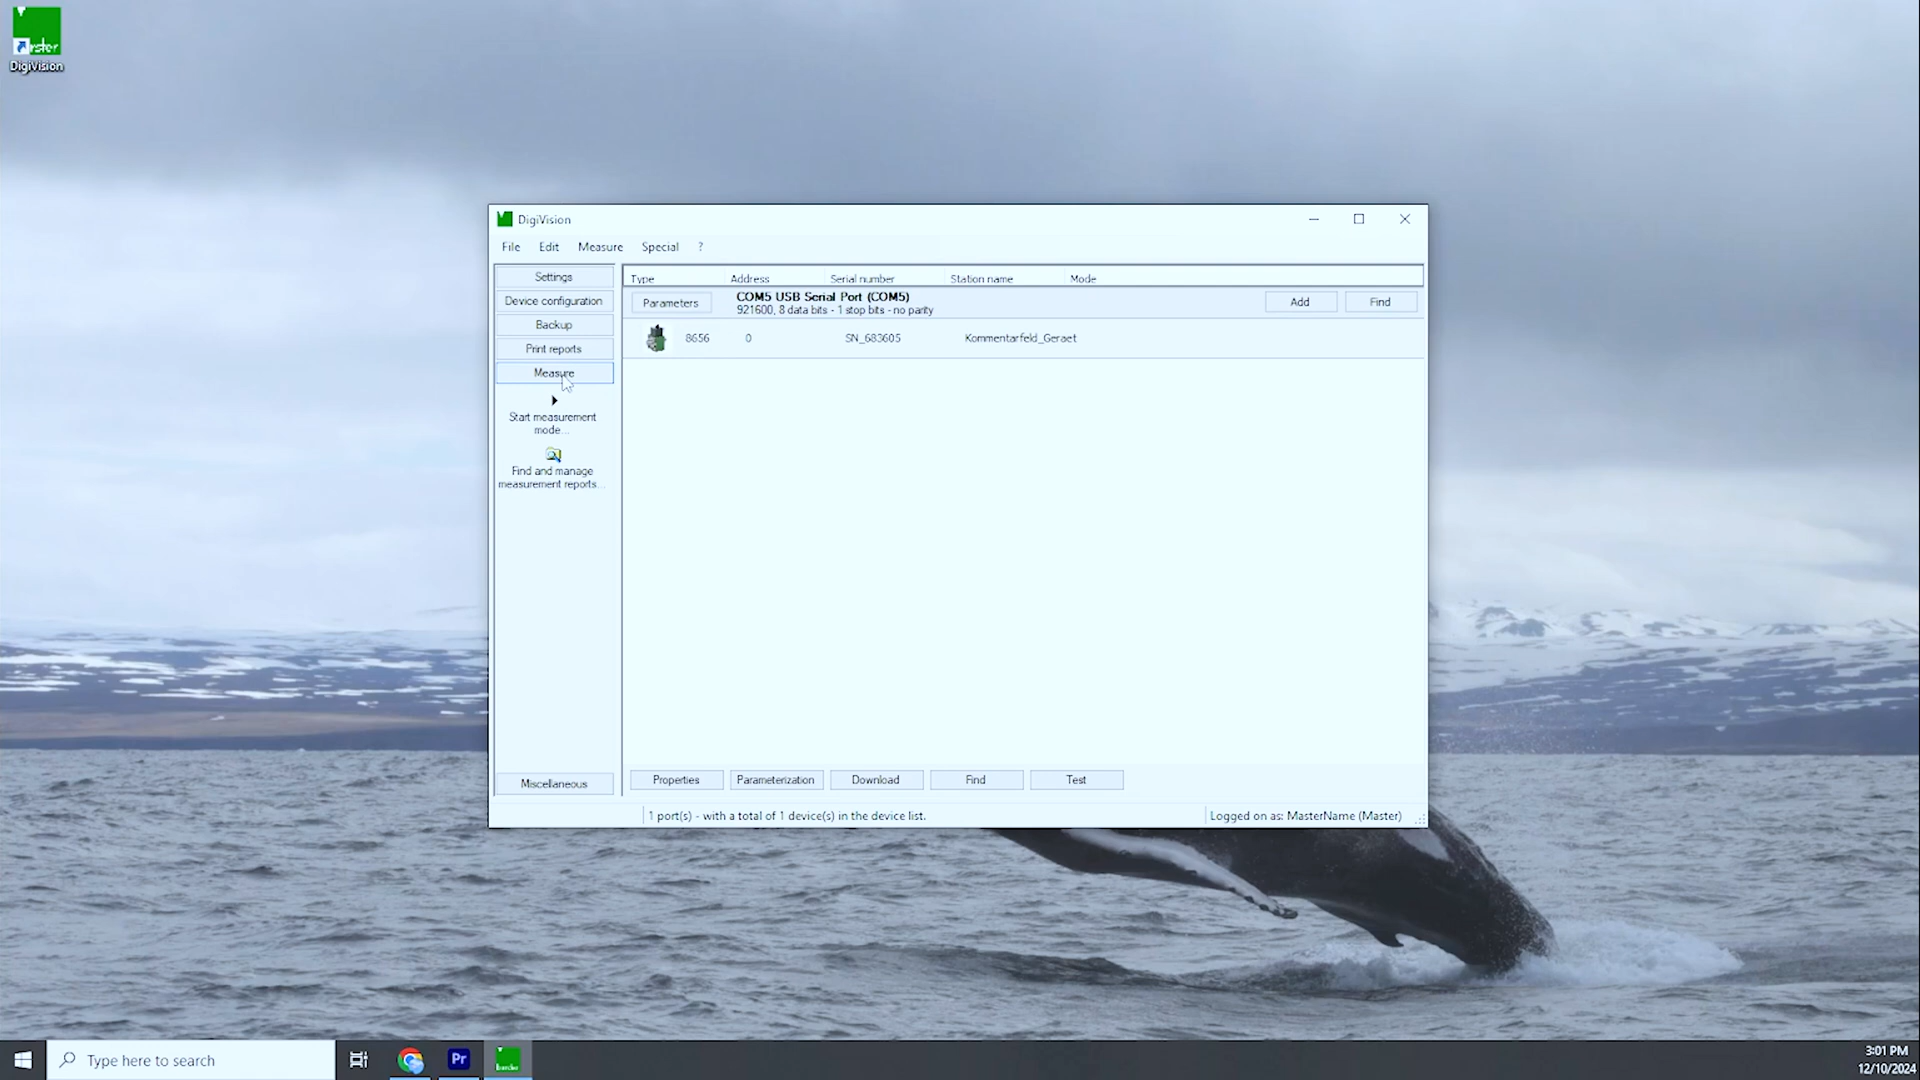 rster
DigiVision
DigiVision
File Edit Measure Special ?
Settings
Device configuration
Backup
Print reports
Measure
Start measurement
mode...
Find and manage
measurement reports...
Miscellaneous
Type Address Serial number Station name Mode
Parameters
COM5 USB Serial Port (COM5)
921600, 8 data bits - 1 stop bits - no parity
Add Find
8656 0 SN_683605 Kommentarfeld_Geraet
Properties Parameterization Download Find Test
1 port(s) - with a total of 1 device(s) in the device list.
Logged on as: MasterName (Master)
Type here to search
Pr
3:01 PM
12/10/2024